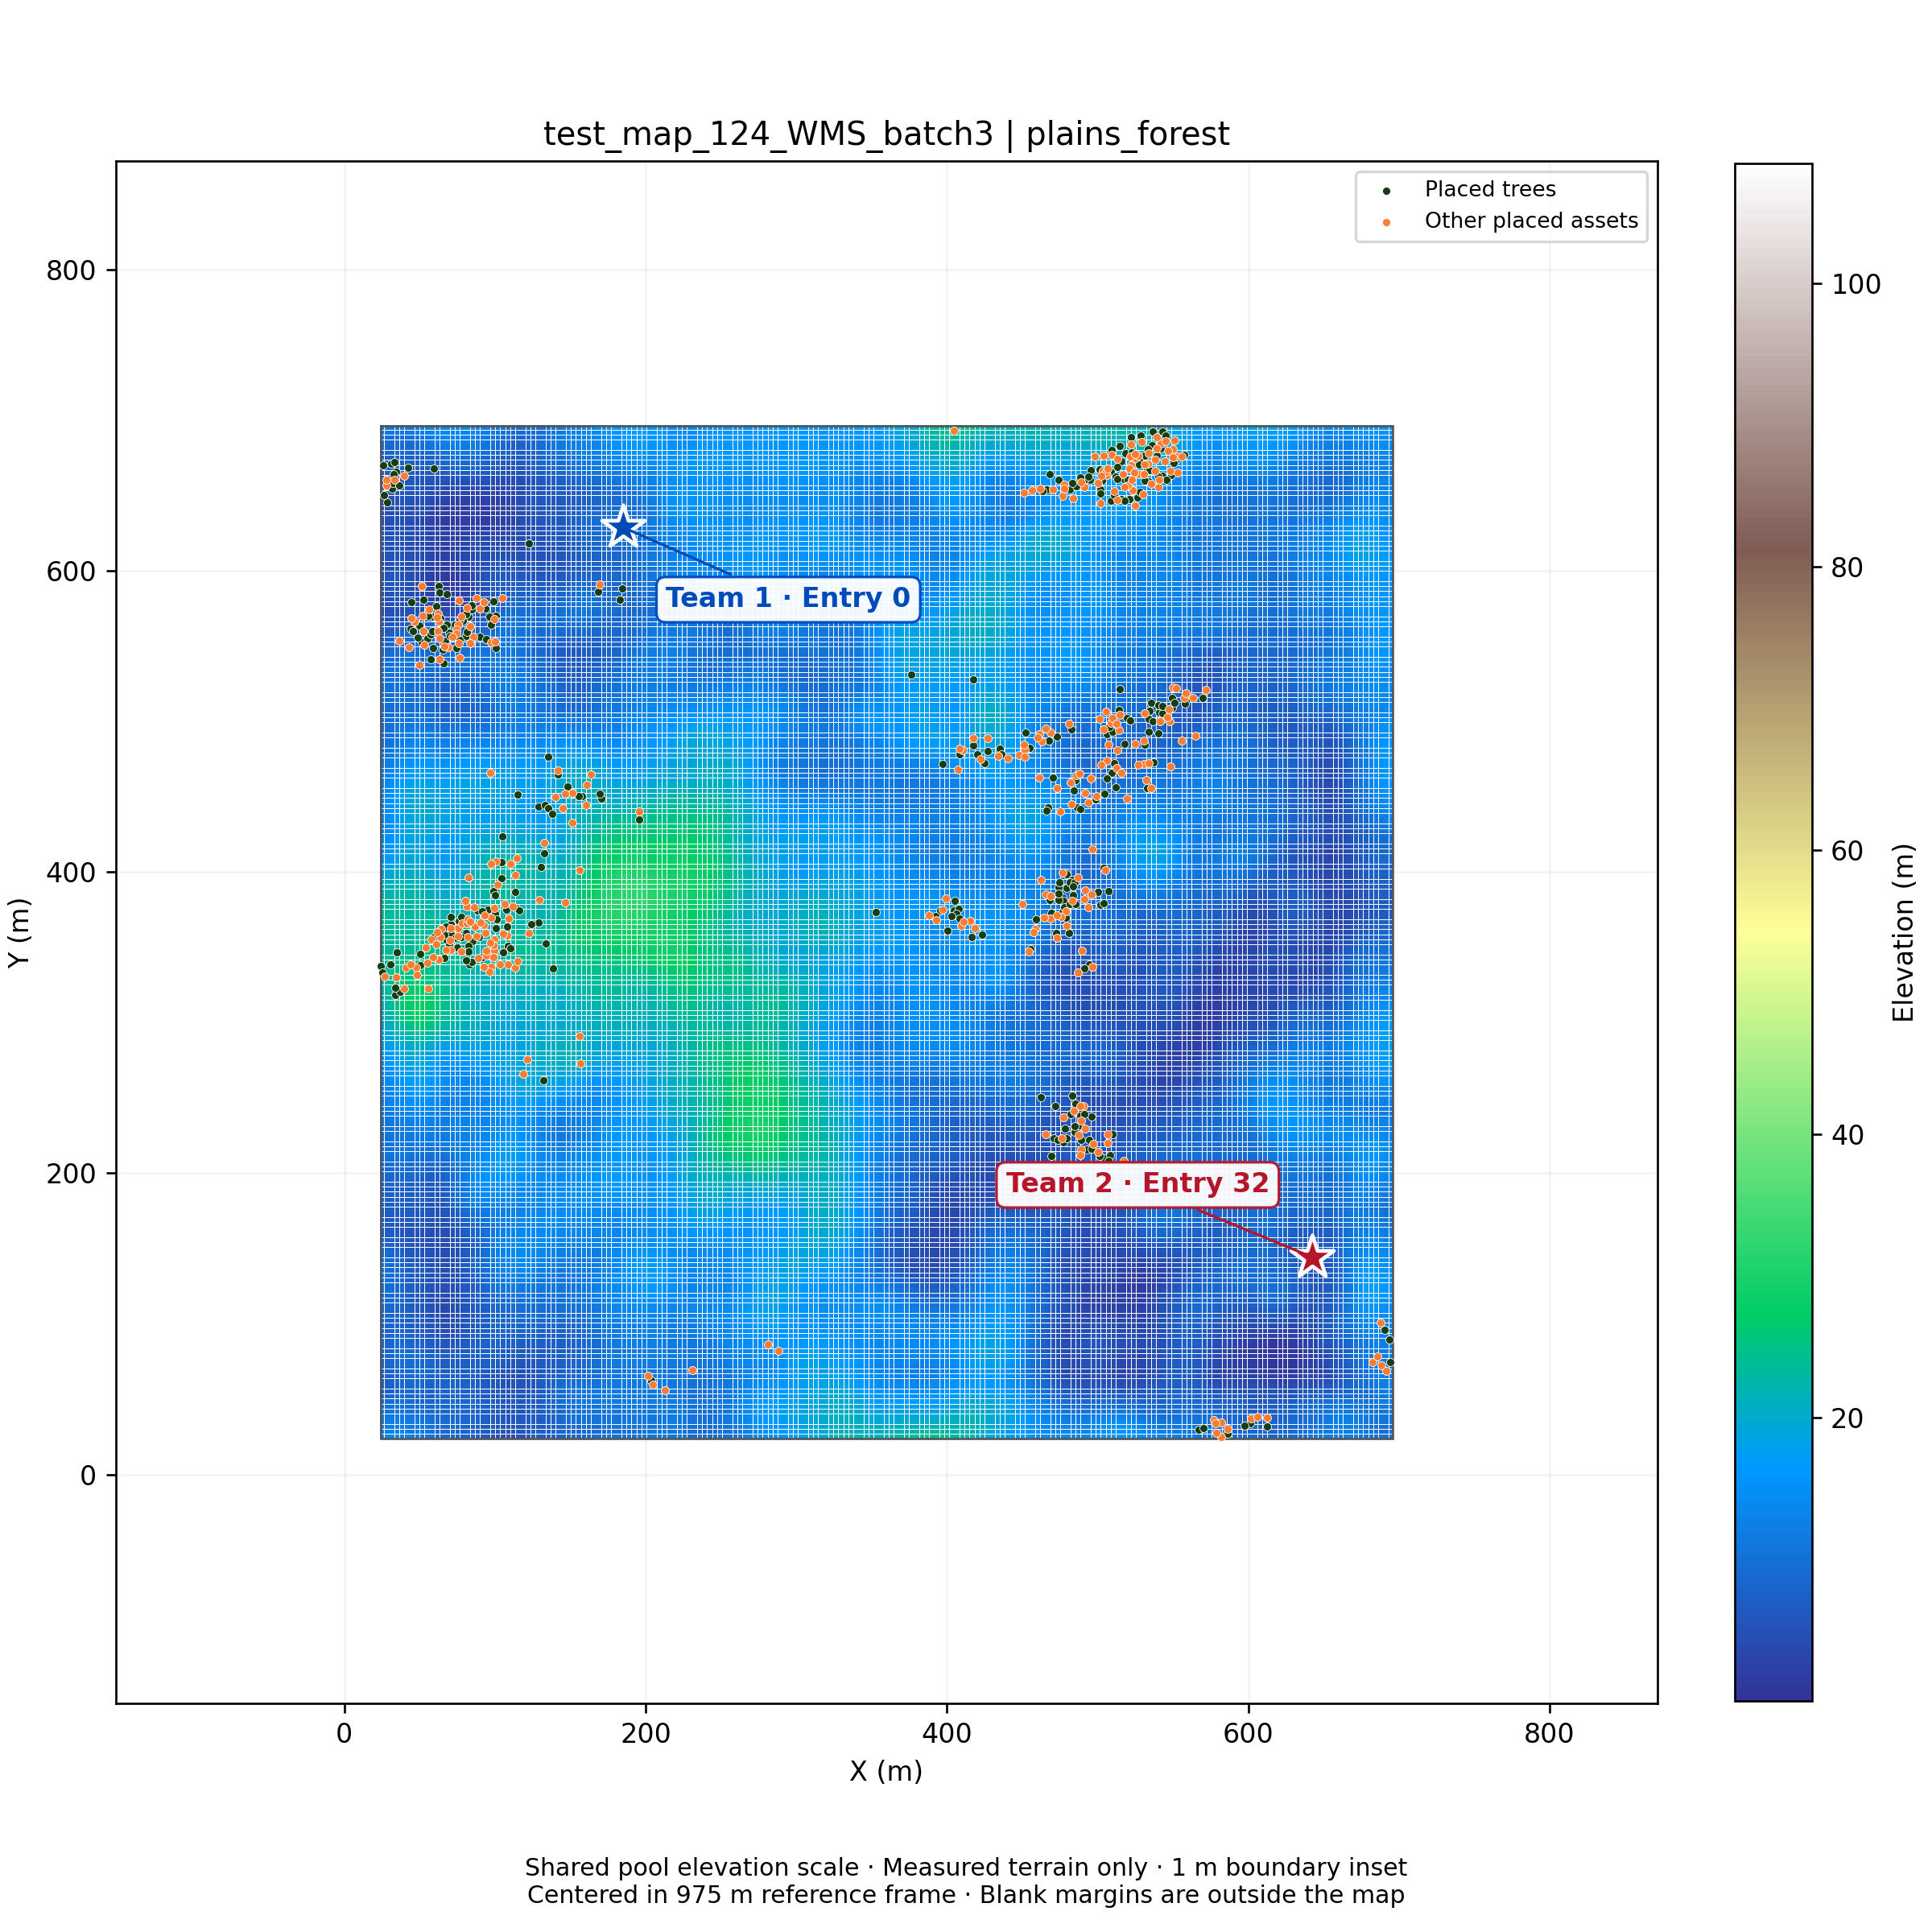 test_map_124_WMS_batch3 | plains_forest
Placed trees
Other placed assets
Team 1 · Entry 0
Team 2 · Entry 32
800
600
400
200
0
Y (m)
0
200
400
600
800
X (m)
100
80
60
40
20
Elevation (m)
Shared pool elevation scale · Measured terrain only · 1 m boundary inset
Centered in 975 m reference frame · Blank margins are outside the map